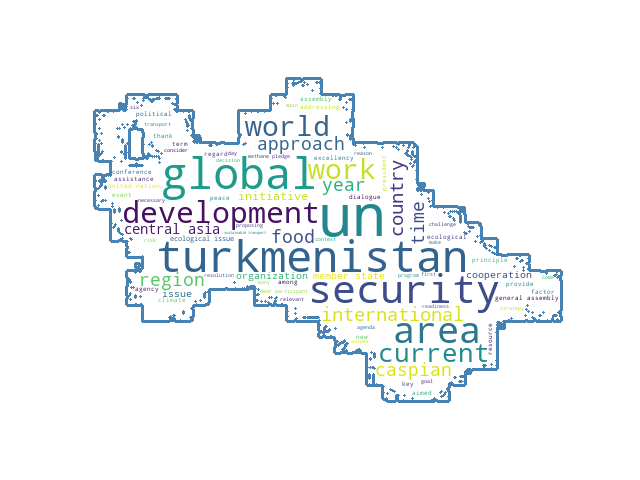 assembly
main
addressing
six
political
transport
thank
world
term
consider
approach
regard
day
reason
decision
methane pledge
excellency
conference
assistance
global
work
country
president
united nation
event
year
necessary
peace
initiative
dialogue
development
un
time
proposing
challenge
central asia
sustainable transport
food
context
ecological
make
risk
ecological issue
turkmenistan
principle
region
resolution
organization
member state
program
first
cooperation
provide
agency
issue
many
among
security
factor
climate
relevant
general assembly
readiness
international
strategy
agenda
area
resource
new
current
caspian
key
goal
aimed